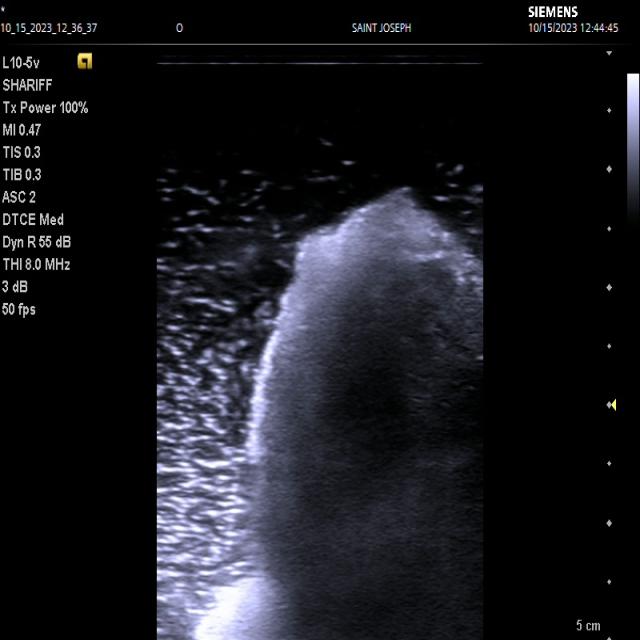 *
SIEMENS
10_15_2023_12_36_37 O SAINT JOSEPH 10/15/2023 12:44:45
L10-5v
SHARIFF
Tx Power 100%
MI 0.47
TIS 0.3
TIB 0.3
ASC 2
DTCE Med
Dyn R 55 dB
THI 8.0 MHz
3 dB
50 fps
5 cm